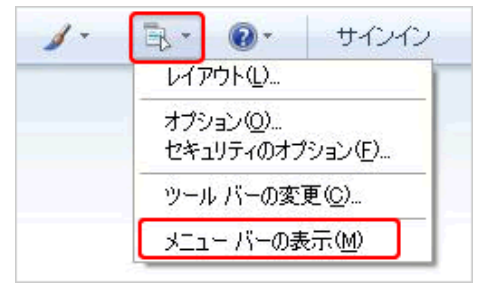 サインイン
レイアウト(L)...
オプション(O)...
セキュリティのオプション(F)...
ツール バーの変更(C)...
メニュー バーの表示(M)